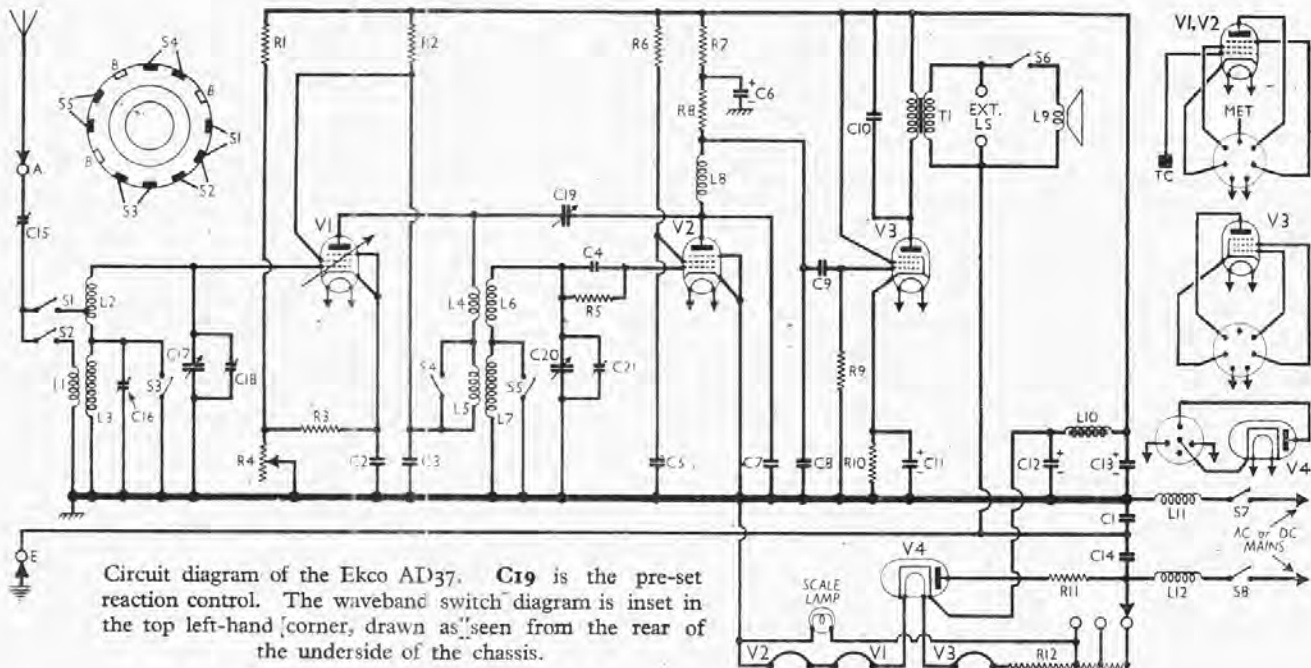 S4
B
B
S5
S1
B
S2
S3
A
C15
S1
S2
L1
L2
L3
C16
S3
C17
C18
R1
R3
R4
V1
C2
C3
L4
L5
S4
L6
L7
S5
C19
C4
R5
C20
C21
R6
R7
R8
C6
+
-
L8
V2
C7
C8
C9
R9
R10
C11
+
-
V3
C10
T1
EXT.
LS
S6
L9
L10
C12
+
-
C13
+
-
V1, V2
MET
TC
V3
V4
L11
S7
C1
AC or DC
MAINS
C14
R11
L12
S8
E
V4
SCALE
LAMP
V2
V1
V3
R12
Circuit diagram of the Ekco AD37. C19 is the pre-set
reaction control. The waveband switch diagram is inset in
the top left-hand corner, drawn as seen from the rear of
the underside of the chassis.